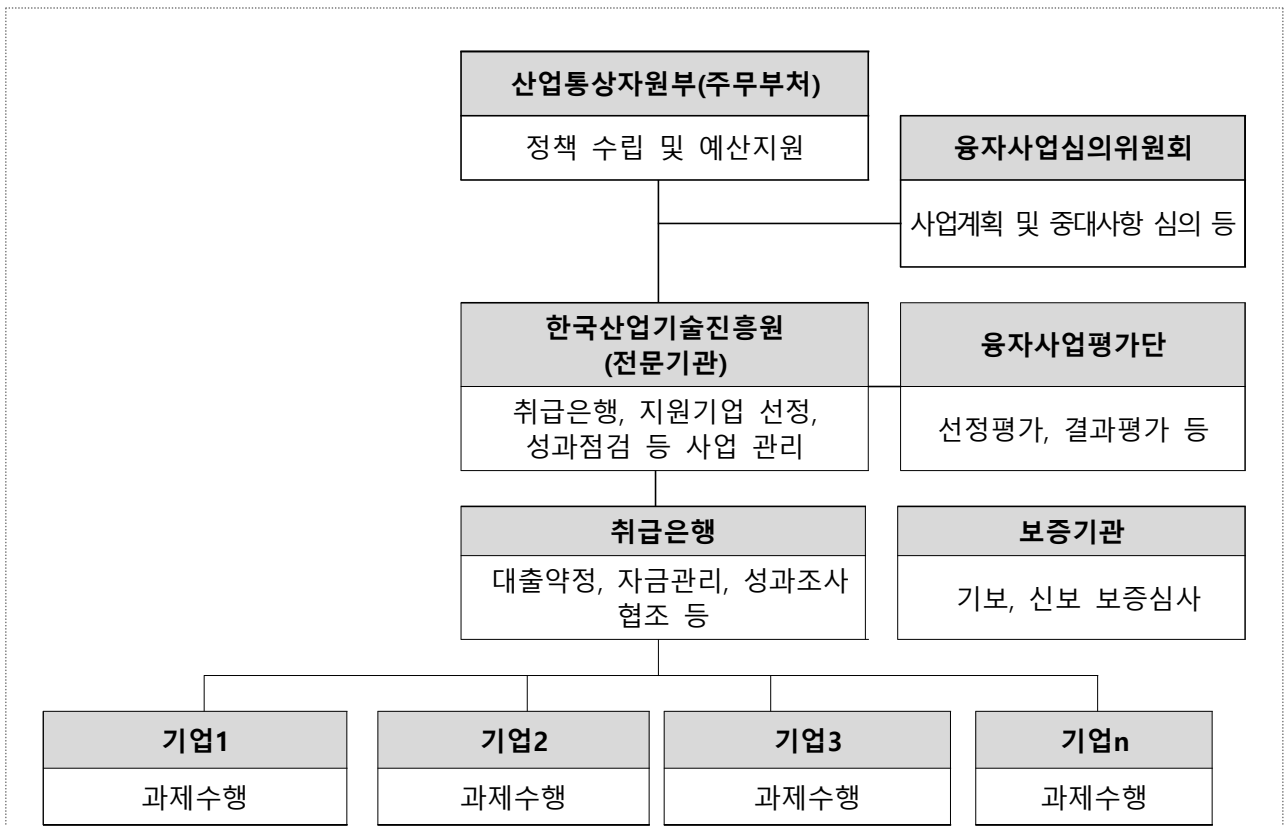 산업통상자원부(주무부처)
정책 수립 및 예산지원
융자사업심의위원회
사업계획 및 중대사항 심의 등
한국산업기술진흥원
(전문기관)
취급은행, 지원기업 선정,
성과점검 등 사업 관리
융자사업평가단
선정평가, 결과평가 등
취급은행
대출약정, 자금관리, 성과조사
협조 등
보증기관
기보, 신보 보증심사
기업1
과제수행
기업2
과제수행
기업3
과제수행
기업n
과제수행